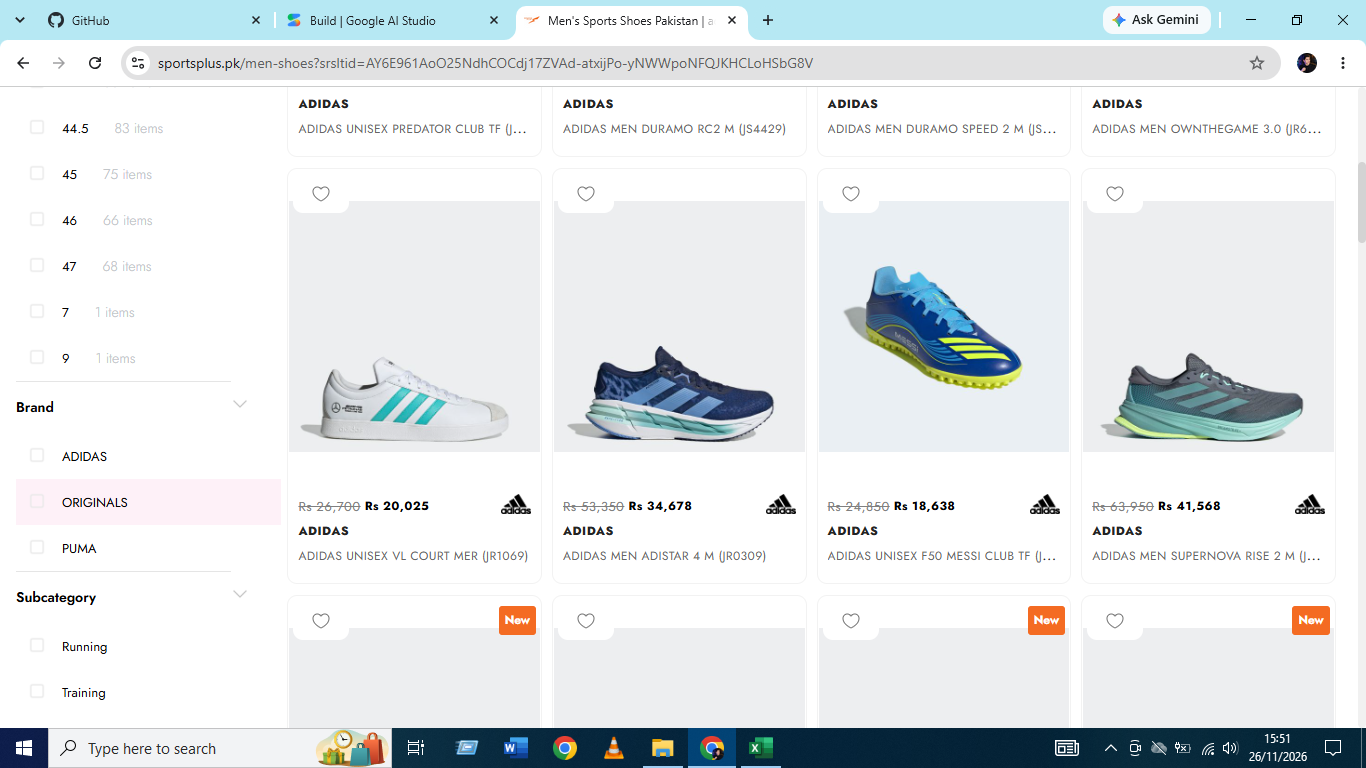 GitHub
Build | Google AI Studio
Men's Sports Shoes Pakistan | a
Ask Gemini
sportsplus.pk/men-shoes?srsltid=AY6E961AoO25NdhCOCdj17ZVAd-atxijPo-yNWWpoNFQJKHCLoHSbG8V
44.5 83 items
45 75 items
46 66 items
47 68 items
7 1 items
9 1 items
Brand
ADIDAS
ORIGINALS
PUMA
Subcategory
Running
Training
ADIDAS
ADIDAS UNISEX PREDATOR CLUB TF (J...
ADIDAS
ADIDAS MEN DURAMO RC2 M (JS4429)
ADIDAS
ADIDAS MEN DURAMO SPEED 2 M (JS...
ADIDAS
ADIDAS MEN OWNTHEGAME 3.0 (JR6...
Rs 26,700 Rs 20,025
adidas
ADIDAS
ADIDAS UNISEX VL COURT MER (JR1069)
Rs 53,350 Rs 34,678
adidas
ADIDAS
ADIDAS MEN ADISTAR 4 M (JR0309)
MESSI
Rs 24,850 Rs 18,638
adidas
ADIDAS
ADIDAS UNISEX F50 MESSI CLUB TF (J...
Rs 63,950 Rs 41,568
adidas
ADIDAS
ADIDAS MEN SUPERNOVA RISE 2 M (J...
New
New
New
Type here to search
15:51
26/11/2026